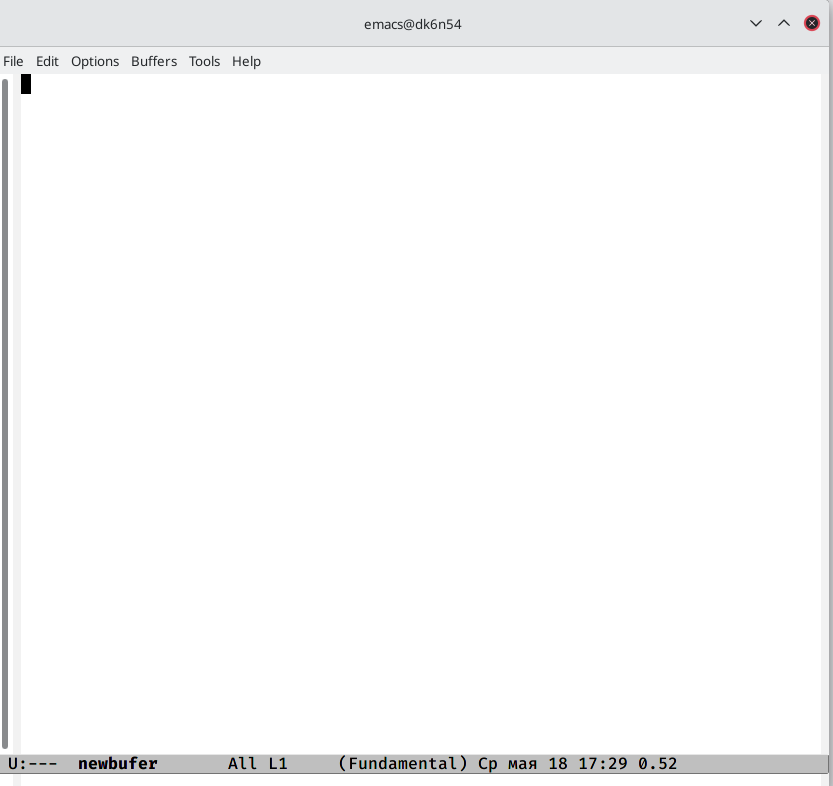 emacs@dk6n54
File Edit Options Buffers Tools Help
U:--- newbufer All L1 (Fundamental) Ср мая 18 17:29 0.52